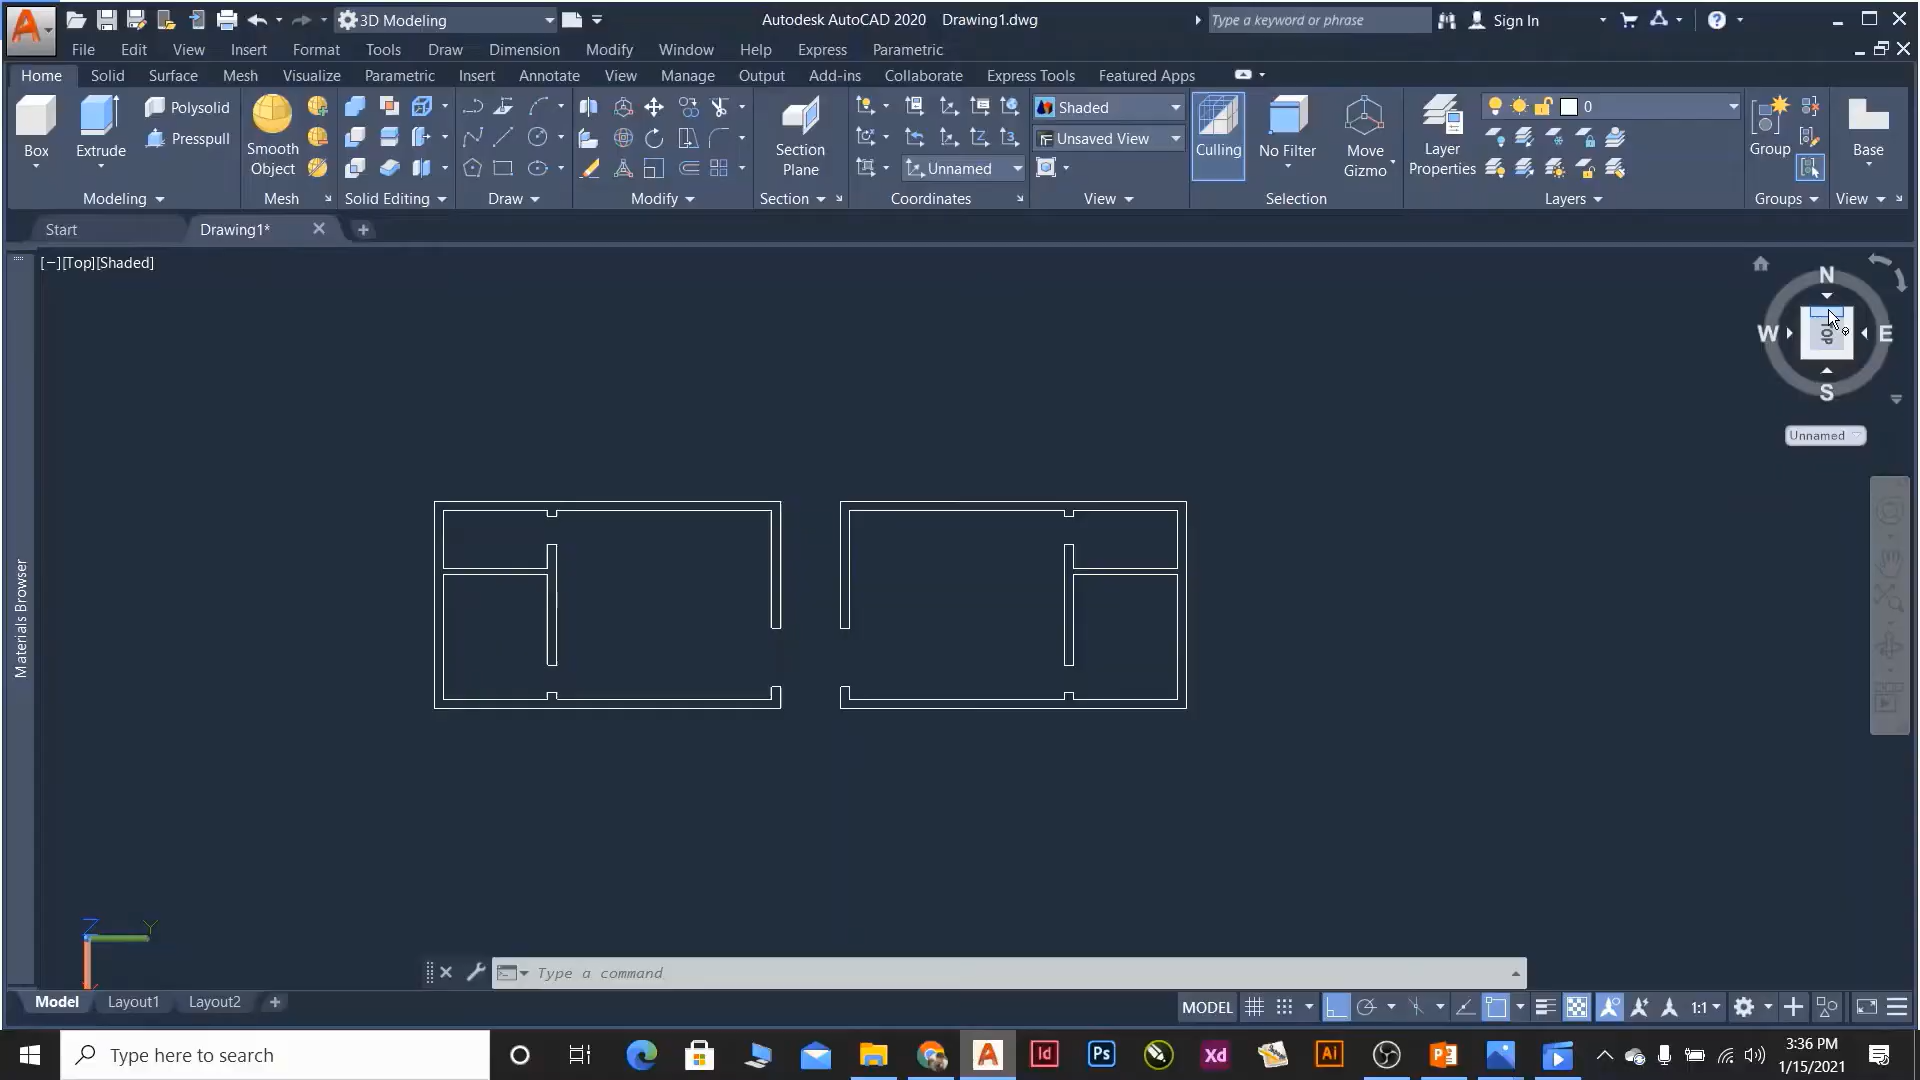 3D Modeling
Autodesk AutoCAD 2020 Drawing1.dwg
Type a keyword or phrase
Sign In
File Edit View Insert Format Tools Draw Dimension Modify Window Help Express Parametric
Home Solid Surface Mesh Visualize Parametric Insert Annotate View Manage Output Add-ins Collaborate Express Tools Featured Apps
Box
Extrude
Polysolid
Presspull
Smooth
Object
Section
Plane
Unnamed
Shaded
Unsaved View
Culling
No Filter
Move
Gizmo
Layer
Properties
0
Group
Base
Modeling Mesh Solid Editing Draw Modify Section Coordinates View Selection Layers Groups View
Start Drawing1*
[−][Top][Shaded]
N
W TOP E
S
Unnamed
Materials Browser
Z Y
Type a command
Model Layout1 Layout2
MODEL 1:1
Type here to search
3:36 PM
1/15/2021